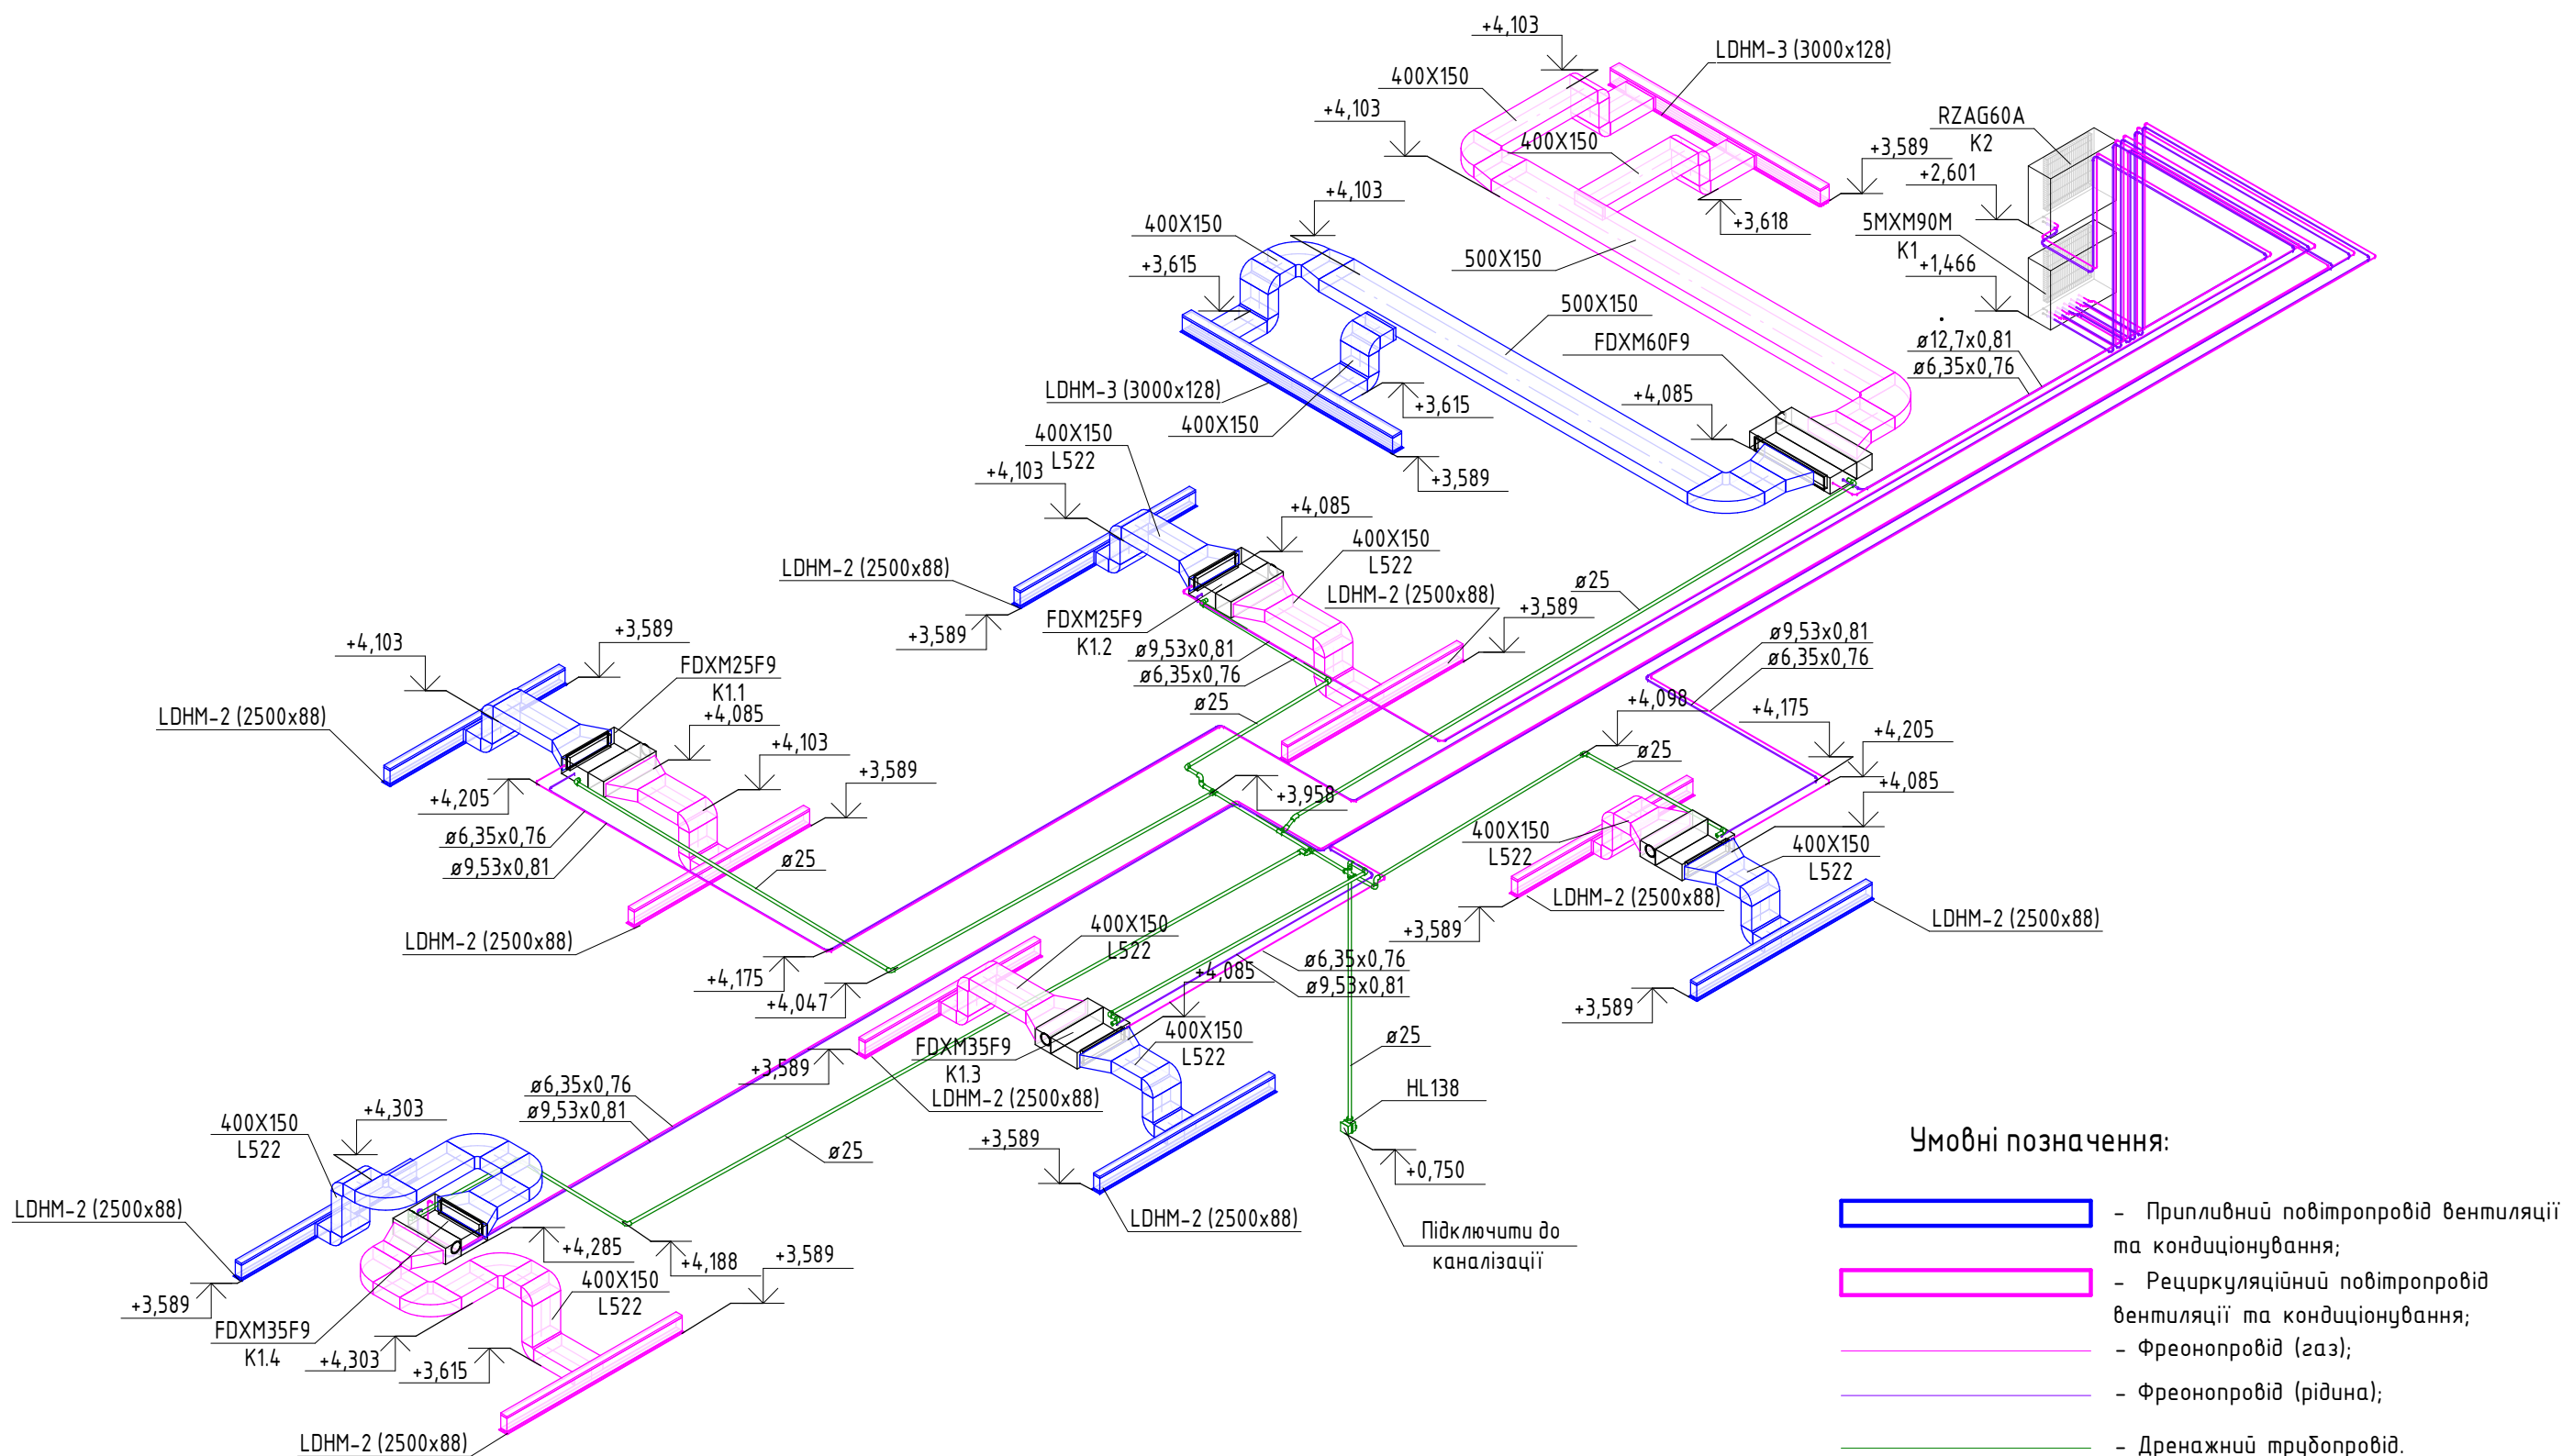 +4,103
LDHM-3 (3000x128)
400X150
+4,103
400X150
RZAG60A
K2
+3,589
+2,601
+4,103
+3,618
5MXM90M
K1
+1,466
400X150
+3,615
500X150
500X150
FDXM60F9
ø12,7x0,81
ø6,35x0,76
LDHM-3 (3000x128)
+3,615
+4,085
400X150
400X150
L522
+4,103
+3,589
+4,085
400X150
L522
LDHM-2 (2500x88)
LDHM-2 (2500x88)
ø25
+3,589
+3,589
FDXM25F9
K1.2
ø9,53x0,81
ø6,35x0,76
ø25
+4,103
+3,589
FDXM25F9
K1.1
LDHM-2 (2500x88)
+4,085
+4,103
+3,589
ø9,53x0,81
ø6,35x0,76
+4,098
+4,175
+4,205
ø25
+4,085
+4,205
ø6,35x0,76
ø9,53x0,81
ø25
+3,958
400X150
L522
400X150
L522
LDHM-2 (2500x88)
LDHM-2 (2500x88)
+3,589
+3,589
LDHM-2 (2500x88)
+4,175
+4,047
400X150
L522
+4,085
ø6,35x0,76
ø9,53x0,81
400X150
L522
FDXM35F9
K1.3
+3,589
LDHM-2 (2500x88)
ø25
HL138
+3,589
+0,750
LDHM-2 (2500x88)
Підключити до
каналізації
ø6,35x0,76
ø9,53x0,81
ø25
+4,303
400X150
L522
LDHM-2 (2500x88)
+3,589
+4,285
+4,188
+3,589
400X150
L522
FDXM35F9
K1.4
+4,303
+3,615
LDHM-2 (2500x88)
Умовні позначення:
- Припливний повітропровід вентиляції
та кондиціонування;
- Рециркуляційний повітропровід
вентиляції та кондиціонування;
- Фреонопровід (газ);
- Фреонопровід (рідина);
- Дренажний трубопровід.